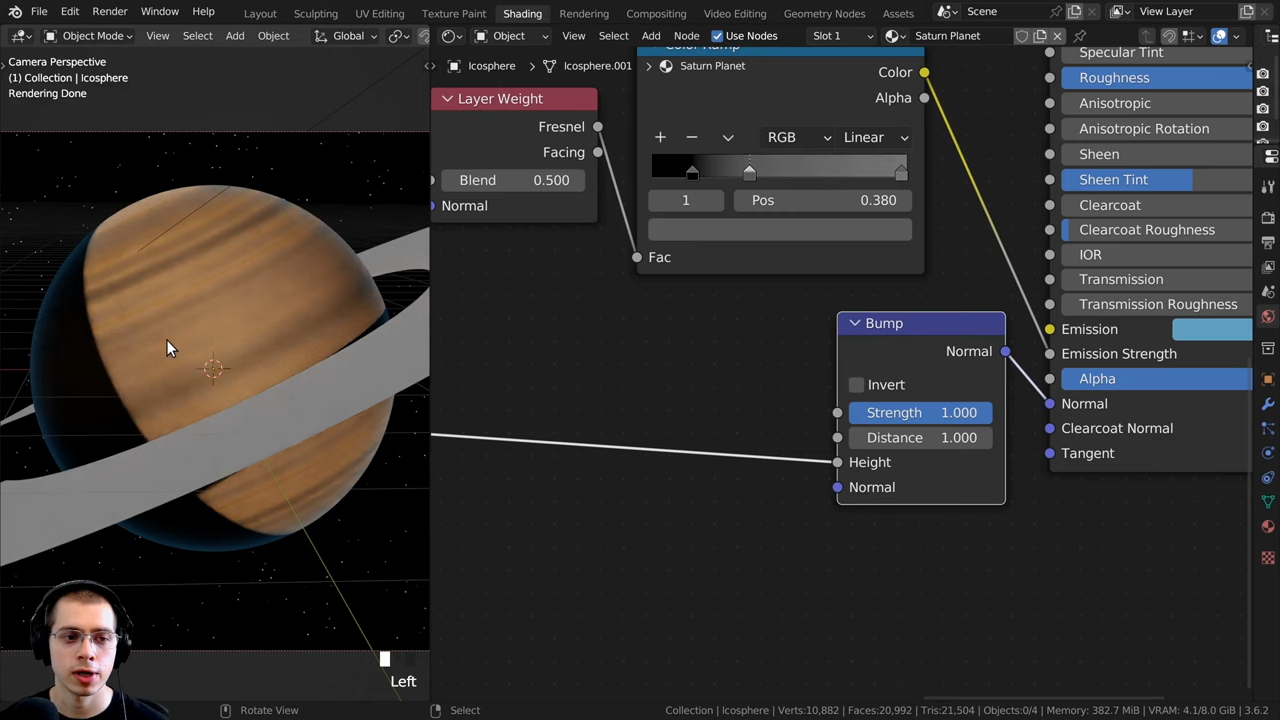 File Edit Render Window Help Layout Sculpting UV Editing Texture Paint Shading Rendering Compositing Video Editing Geometry Nodes Assets Scene View Layer
Object Mode View Select Add Object Global Object View Select Add Node Use Nodes Slot 1 Saturn Planet
Camera Perspective
(1) Collection | Icosphere
Rendering Done
Icosphere Icosphere.001 Saturn Planet
Layer Weight
Fresnel
Facing
Blend 0.500
Normal
Color
Alpha
RGB Linear
1 Pos 0.380
Fac
Bump
Normal
Invert
Strength 1.000
Distance 1.000
Height
Normal
Specular Tint
Roughness
Anisotropic
Anisotropic Rotation
Sheen
Sheen Tint
Clearcoat
Clearcoat Roughness
IOR
Transmission
Transmission Roughness
Emission
Emission Strength
Alpha
Normal
Clearcoat Normal
Tangent
Left
Rotate View Select Collection | Icosphere | Verts:10,882 | Faces:20,992 | Tris:21,504 | Objects:0/4 | Memory: 382.7 MiB | VRAM: 4.1/8.0 GiB | 3.6.2